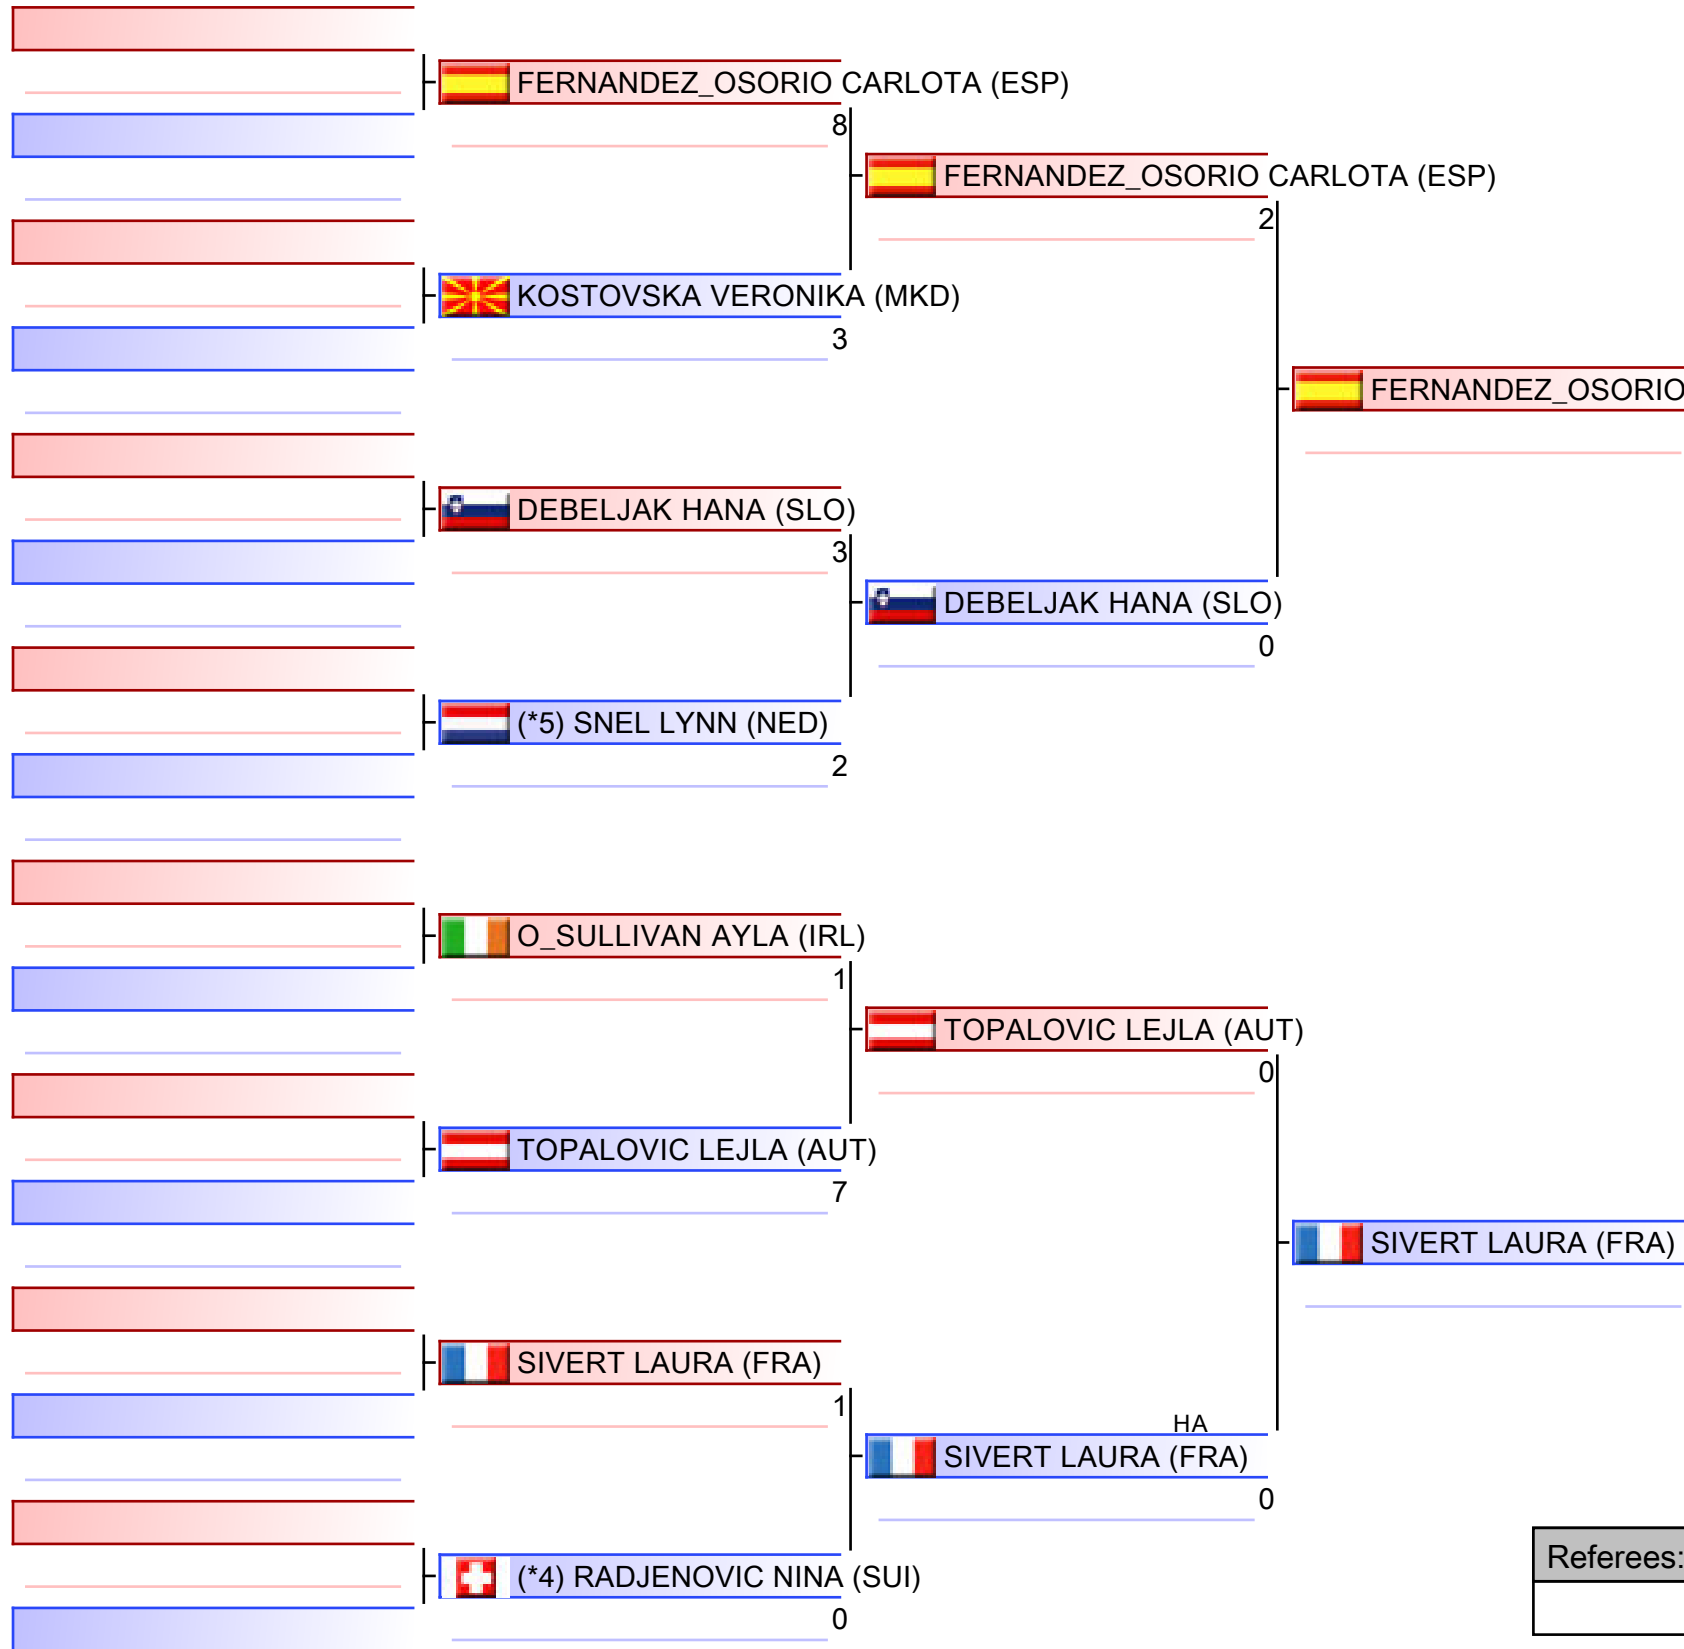 FERNANDEZ_OSORIO CARLOTA (ESP)
8
FERNANDEZ_OSORIO CARLOTA (ESP)
2
KOSTOVSKA VERONIKA (MKD)
3
FERNANDEZ_OSORIO
DEBELJAK HANA (SLO)
3
DEBELJAK HANA (SLO)
0
(*5) SNEL LYNN (NED)
2
O_SULLIVAN AYLA (IRL)
1
TOPALOVIC LEJLA (AUT)
0
TOPALOVIC LEJLA (AUT)
7
SIVERT LAURA (FRA)
SIVERT LAURA (FRA)
1
HA
SIVERT LAURA (FRA)
0
Referees:
(*4) RADJENOVIC NINA (SUI)
0